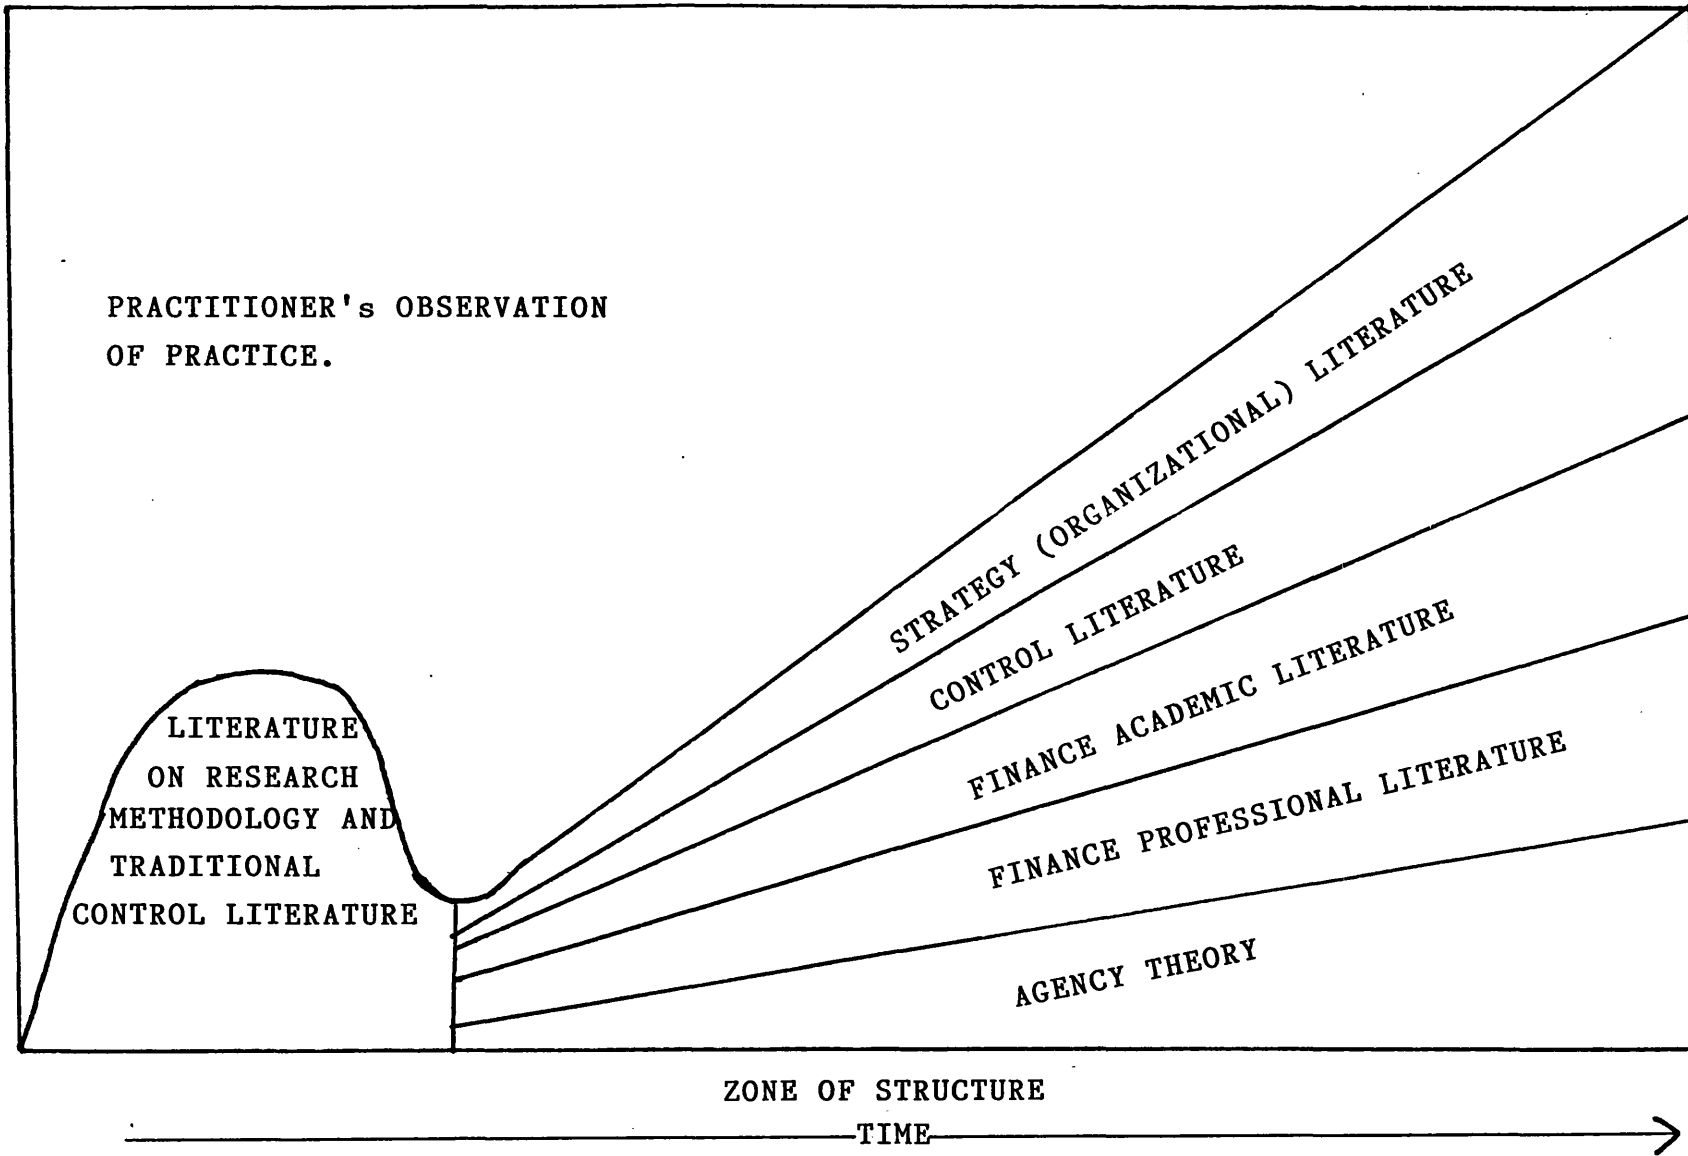 PRACTITIONER's OBSERVATION
OF PRACTICE.
STRATEGY (ORGANIZATIONAL) LITERATURE
CONTROL LITERATURE
FINANCE ACADEMIC LITERATURE
FINANCE PROFESSIONAL LITERATURE
AGENCY THEORY
LITERATURE
ON RESEARCH
METHODOLOGY AND
TRADITIONAL
CONTROL LITERATURE
ZONE OF STRUCTURE
TIME